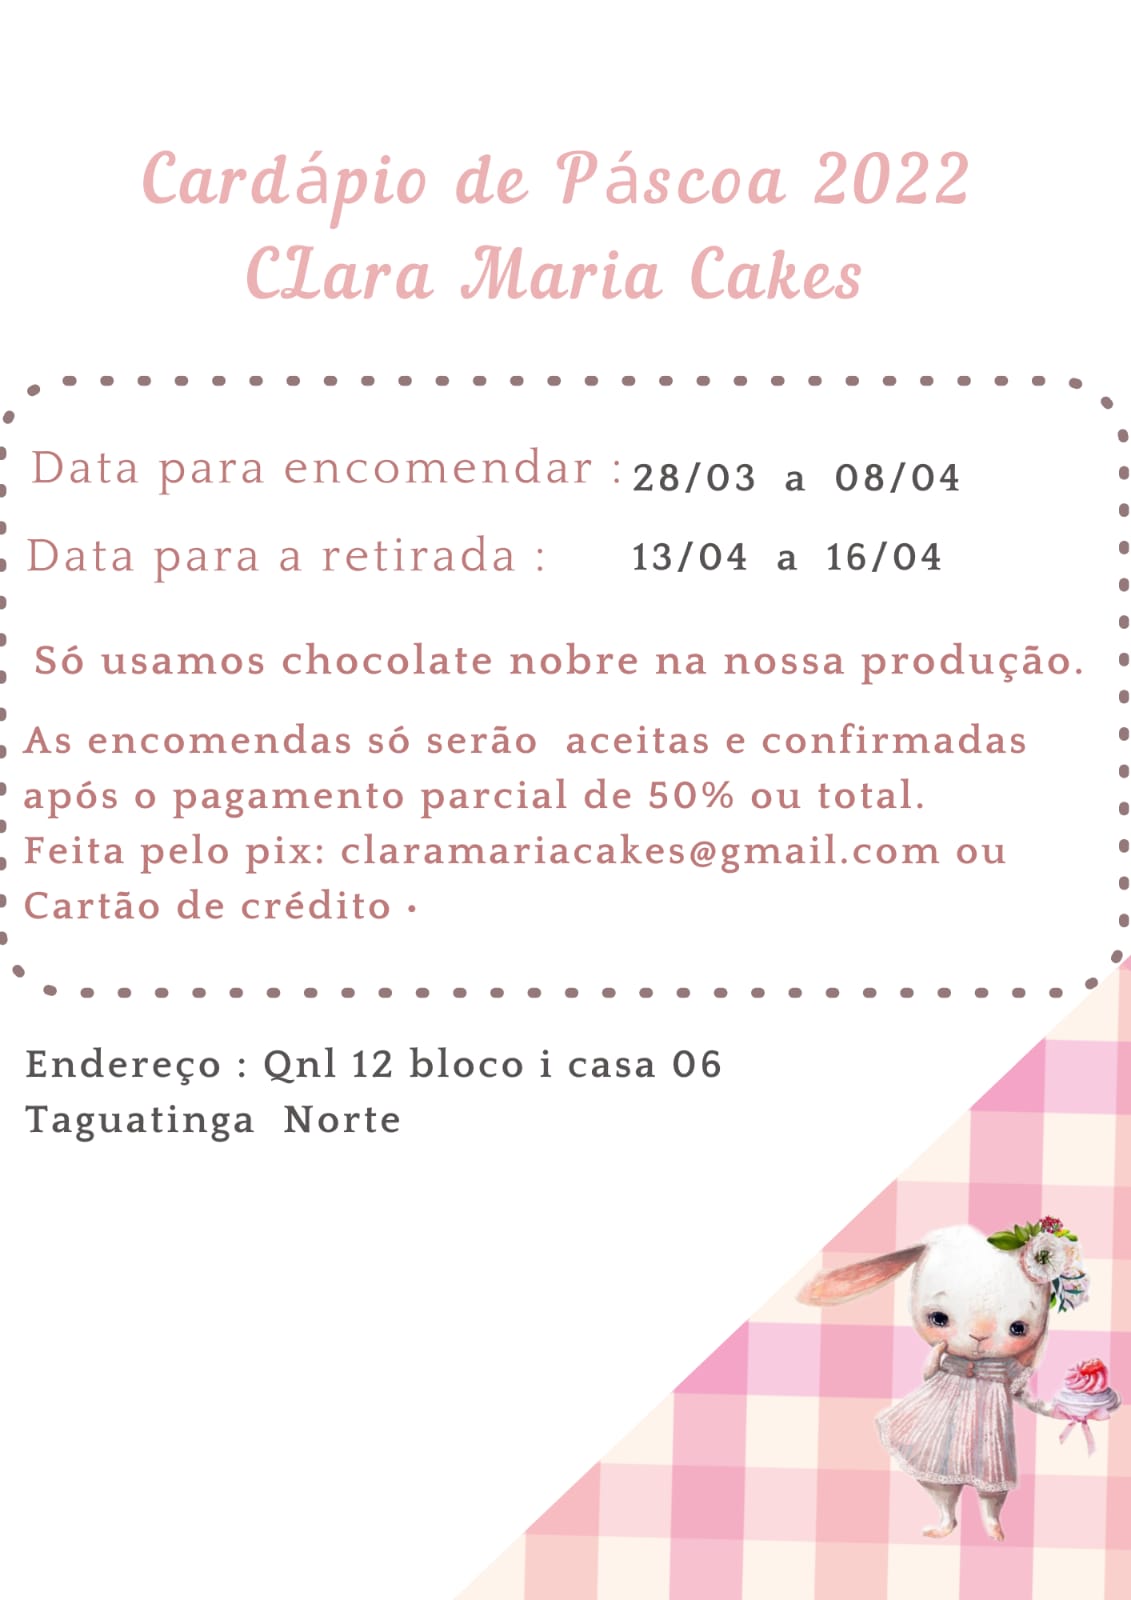 Cardápio de Páscoa 2022
CLara Maria Cakes
Data para encomendar : 28/03 a 08/04
Data para a retirada : 13/04 a 16/04
Só usamos chocolate nobre na nossa produção.
As encomendas só serão aceitas e confirmadas
após o pagamento parcial de 50% ou total.
Feita pelo pix: claramariacakes@gmail.com ou
Cartão de crédito •
Endereço : Qnl 12 bloco i casa 06
Taguatinga Norte